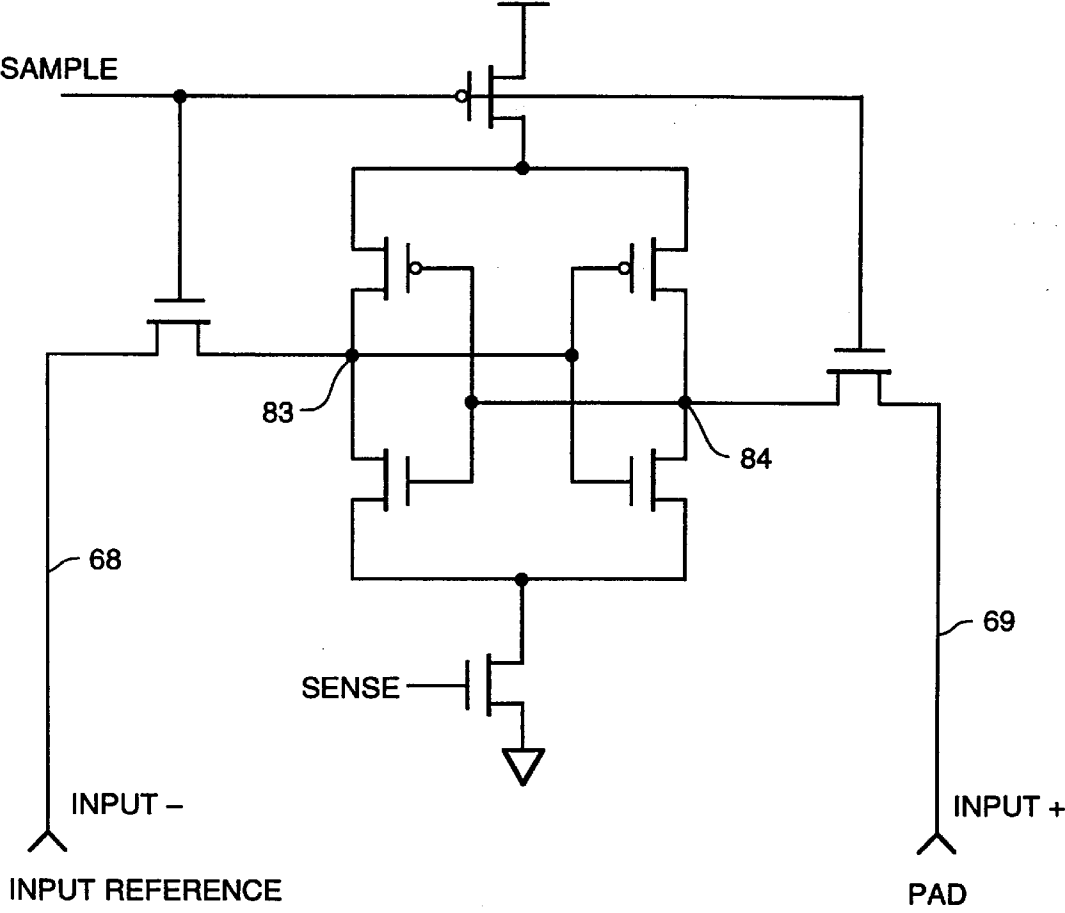 SAMPLE
83
84
68
69
SENSE
INPUT –
INPUT +
INPUT REFERENCE
PAD